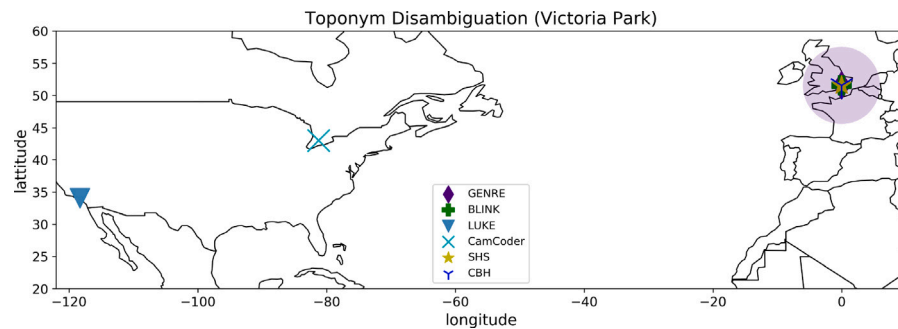 Toponym Disambiguation (Victoria Park)
60
55
50
45
40
35
30
25
20
lattitude
GENRE
BLINK
LUKE
CamCoder
SHS
CBH
−120 −100 −80 −60 −40 −20 0
longitude